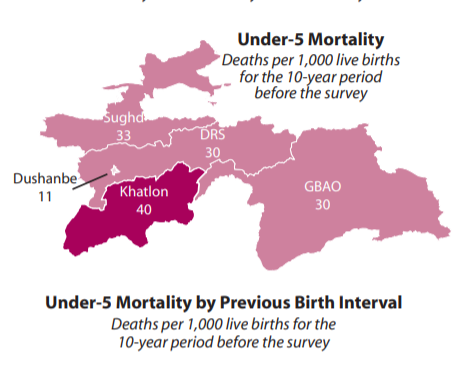 Under-5 Mortality
Deaths per 1,000 live births
for the 10-year period
before the survey
Sughd
33
DRS
30
Dushanbe
11
Khatlon
40
GBAO
30
Under-5 Mortality by Previous Birth Interval
Deaths per 1,000 live births for the
10-year period before the survey